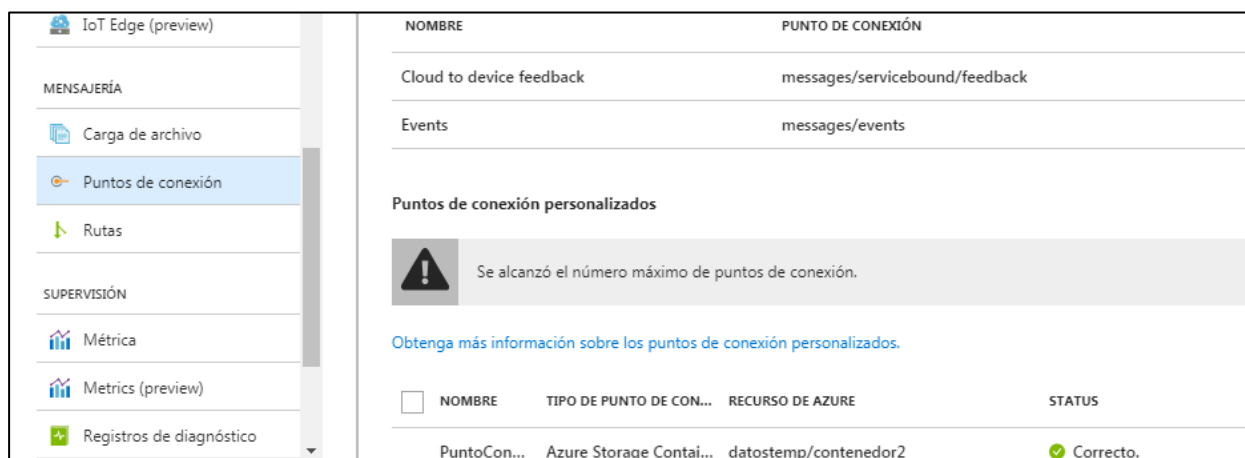 IoT Edge (preview)
MENSAJERÍA
Carga de archivo
Puntos de conexión
Rutas
SUPERVISIÓN
Métrica
Metrics (preview)
Registros de diagnóstico
NOMBRE PUNTO DE CONEXIÓN
Cloud to device feedback messages/servicebound/feedback
Events messages/events
Puntos de conexión personalizados
Se alcanzó el número máximo de puntos de conexión.
Obtenga más información sobre los puntos de conexión personalizados.
NOMBRE TIPO DE PUNTO DE CON... RECURSO DE AZURE STATUS
PuntoCon... Azure Storage Contai... datostemp/contenedor2 Correcto.